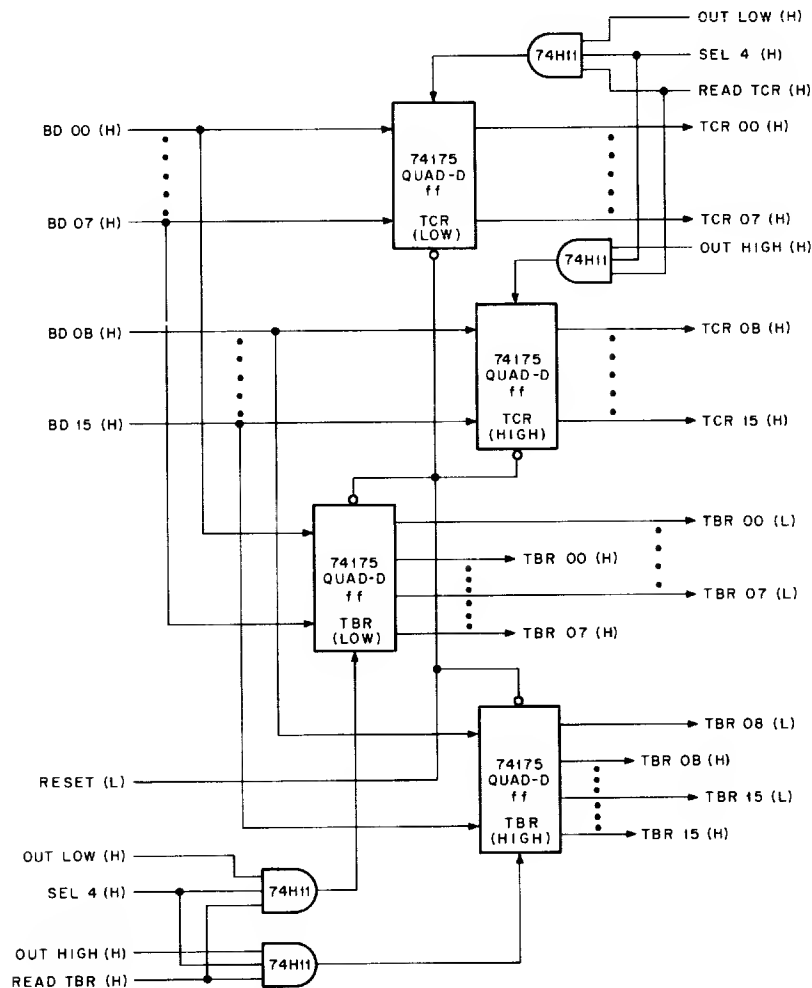 OUT LOW (H)
74H11
SEL 4 (H)
READ TCR (H)
BD 00 (H)
TCR 00 (H)
74175
QUAD-D
ff
TCR
(LOW)
BD 07 (H)
TCR 07 (H)
OUT HIGH (H)
74H11
BD 0B (H)
TCR 0B (H)
74175
QUAD-D
ff
TCR
(HIGH)
BD 15 (H)
TCR 15 (H)
TBR 00 (L)
74175
QUAD-D
ff
TBR
(LOW)
TBR 00 (H)
TBR 07 (L)
TBR 07 (H)
TBR 08 (L)
74175
QUAD-D
ff
TBR
(HIGH)
TBR 0B (H)
TBR 15 (L)
TBR 15 (H)
RESET (L)
OUT LOW (H)
SEL 4 (H)
74H11
OUT HIGH (H)
74H11
READ TBR (H)